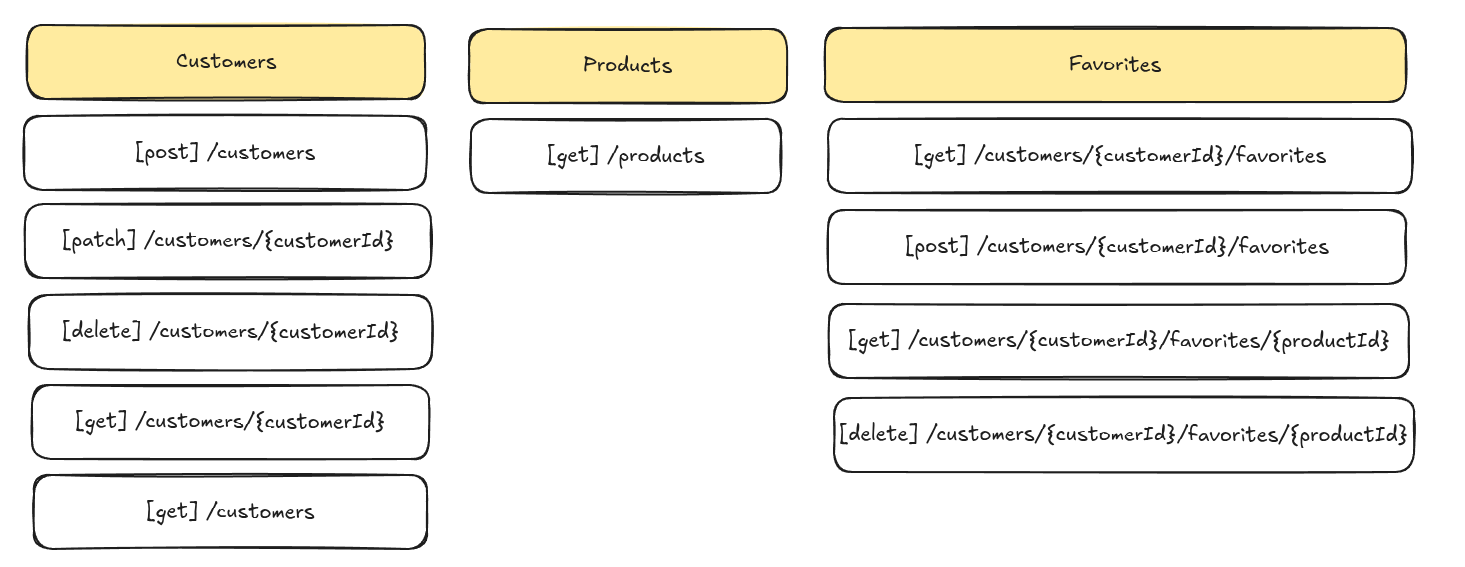 Customers
[post] /customers
[patch] /customers/{customerId}
[delete] /customers/{customerId}
[get] /customers/{customerId}
[get] /customers
Products
[get] /products
Favorites
[get] /customers/{customerId}/favorites
[post] /customers/{customerId}/favorites
[get] /customers/{customerId}/favorites/{productId}
[delete] /customers/{customerId}/favorites/{productId}